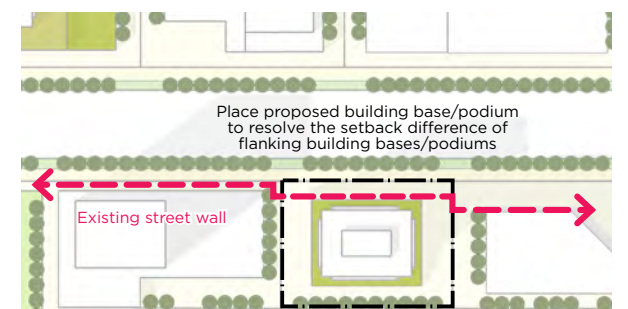 Place proposed building base/podium
to resolve the setback difference of
flanking building bases/podiums
Existing street wall